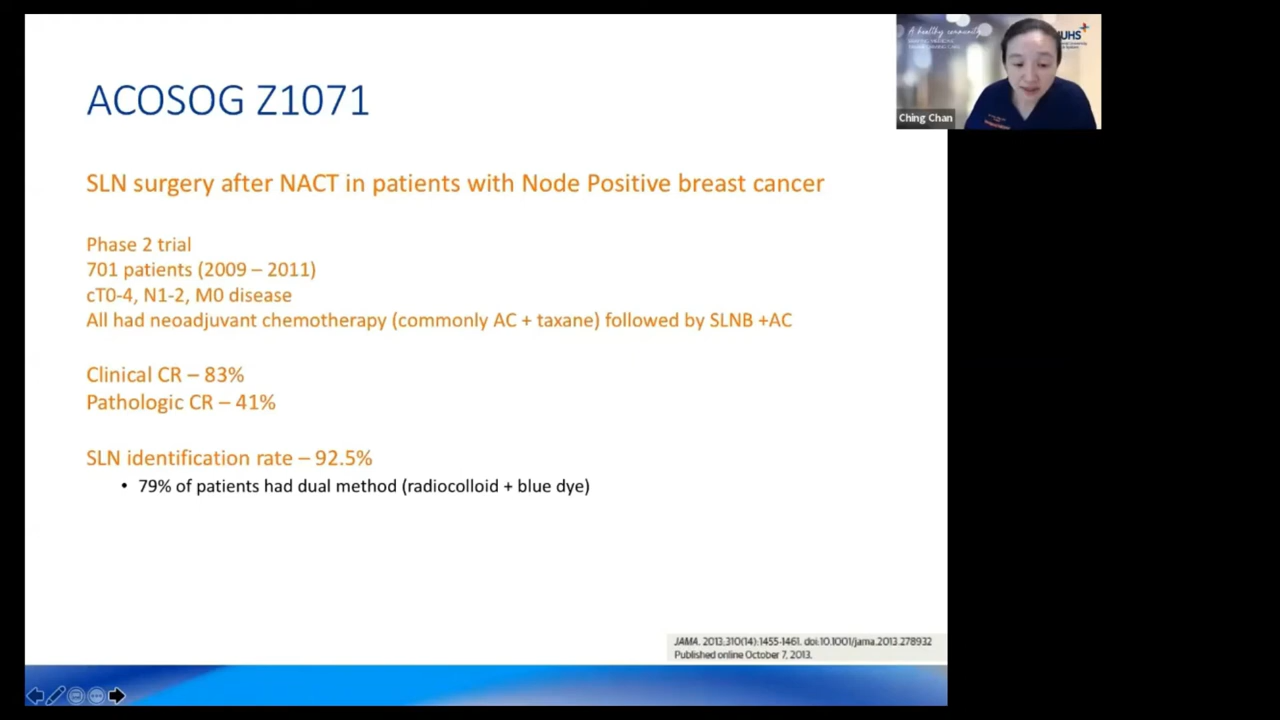 ACOSOG Z1071
SLN surgery after NACT in patients with Node Positive breast cancer
Phase 2 trial
701 patients (2009 – 2011)
cT0-4, N1-2, M0 disease
All had neoadjuvant chemotherapy (commonly AC + taxane) followed by SLNB +AC
Clinical CR – 83%
Pathologic CR – 41%
SLN identification rate – 92.5%
• 79% of patients had dual method (radiocolloid + blue dye)
JAMA. 2013;310(14):1455-1461. doi:10.1001/jama.2013.278932
Published online October 7, 2013.
A healthy community
UHS
Ching Chan